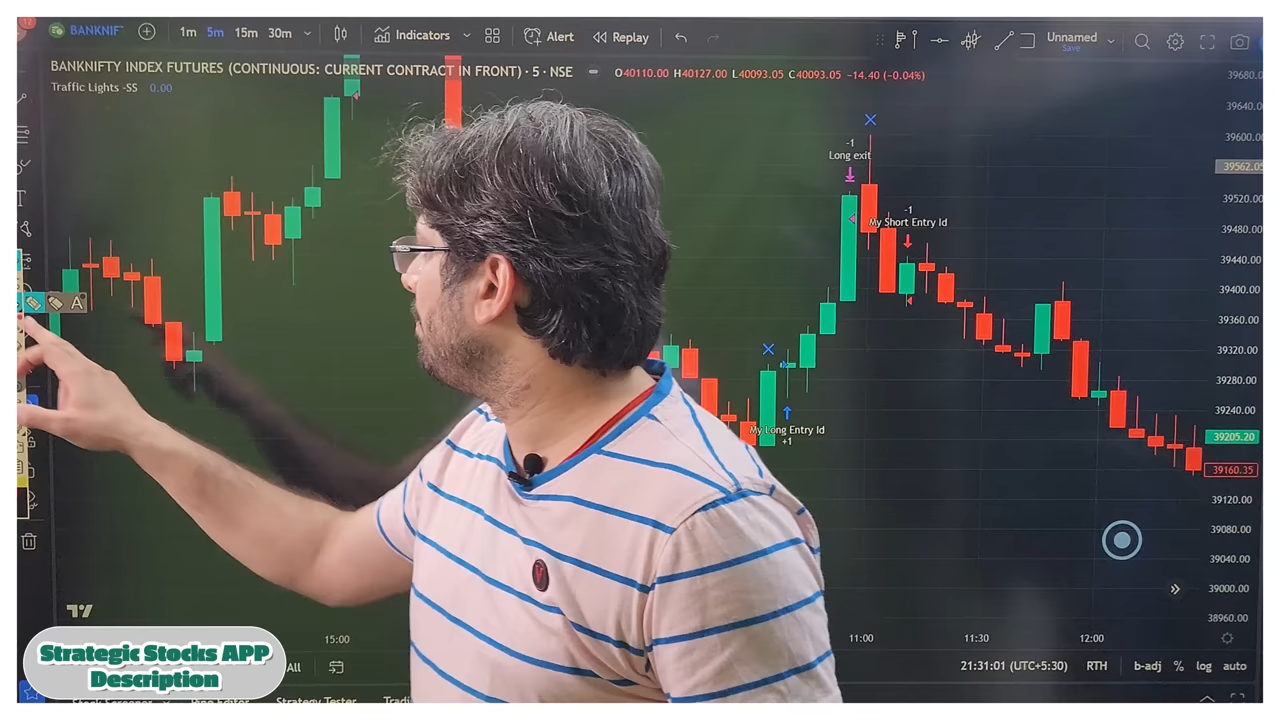 12
BANKNIF
1m 5m 15m 30m
Indicators
Alert
Replay
Unnamed
Save
BANKNIFTY INDEX FUTURES (CONTINUOUS: CURRENT CONTRACT IN FRONT) · 5 · NSE
O40110.00 H40127.00 L40093.05 C40093.05 −14.40 (−0.04%)
Traffic Lights -SS 0.00
39680.0
39640.00
39600.00
39562.05
39520.00
39480.00
39440.00
39400.00
39360.00
39320.00
39280.00
39240.00
39205.20
39160.35
39120.00
39080.00
39040.00
39000.00
38960.00
-1
Long exit
-1
My Short Entry Id
My Long Entry Id
+1
T
A
15:00
11:00
11:30
12:00
All
21:31:01 (UTC+5:30) RTH b-adj % log auto
Strategic Stocks APP
Description
Stock Screener
Pine Editor
Strategy Tester